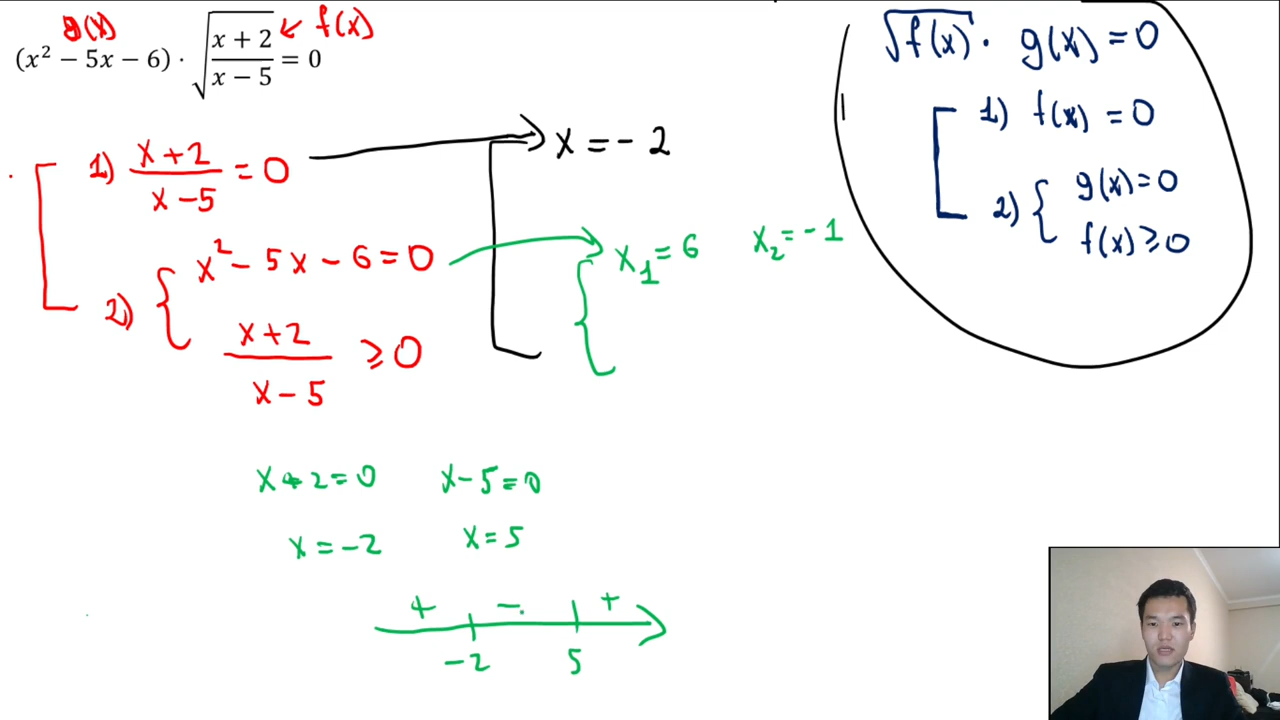 g(x)
f(x)
(x² − 5x − 6) · √((x + 2)/(x − 5)) = 0
√f(x) · g(x) = 0
1) f(x) = 0
2) { g(x) = 0
f(x) ≥ 0
1) (x+2)/(x−5) = 0
x = −2
2) { x² − 5x − 6 = 0
(x+2)/(x−5) ≥ 0
x₁ = 6 x₂ = −1
x + 2 = 0 x − 5 = 0
x = −2 x = 5
+ − +
−2 5